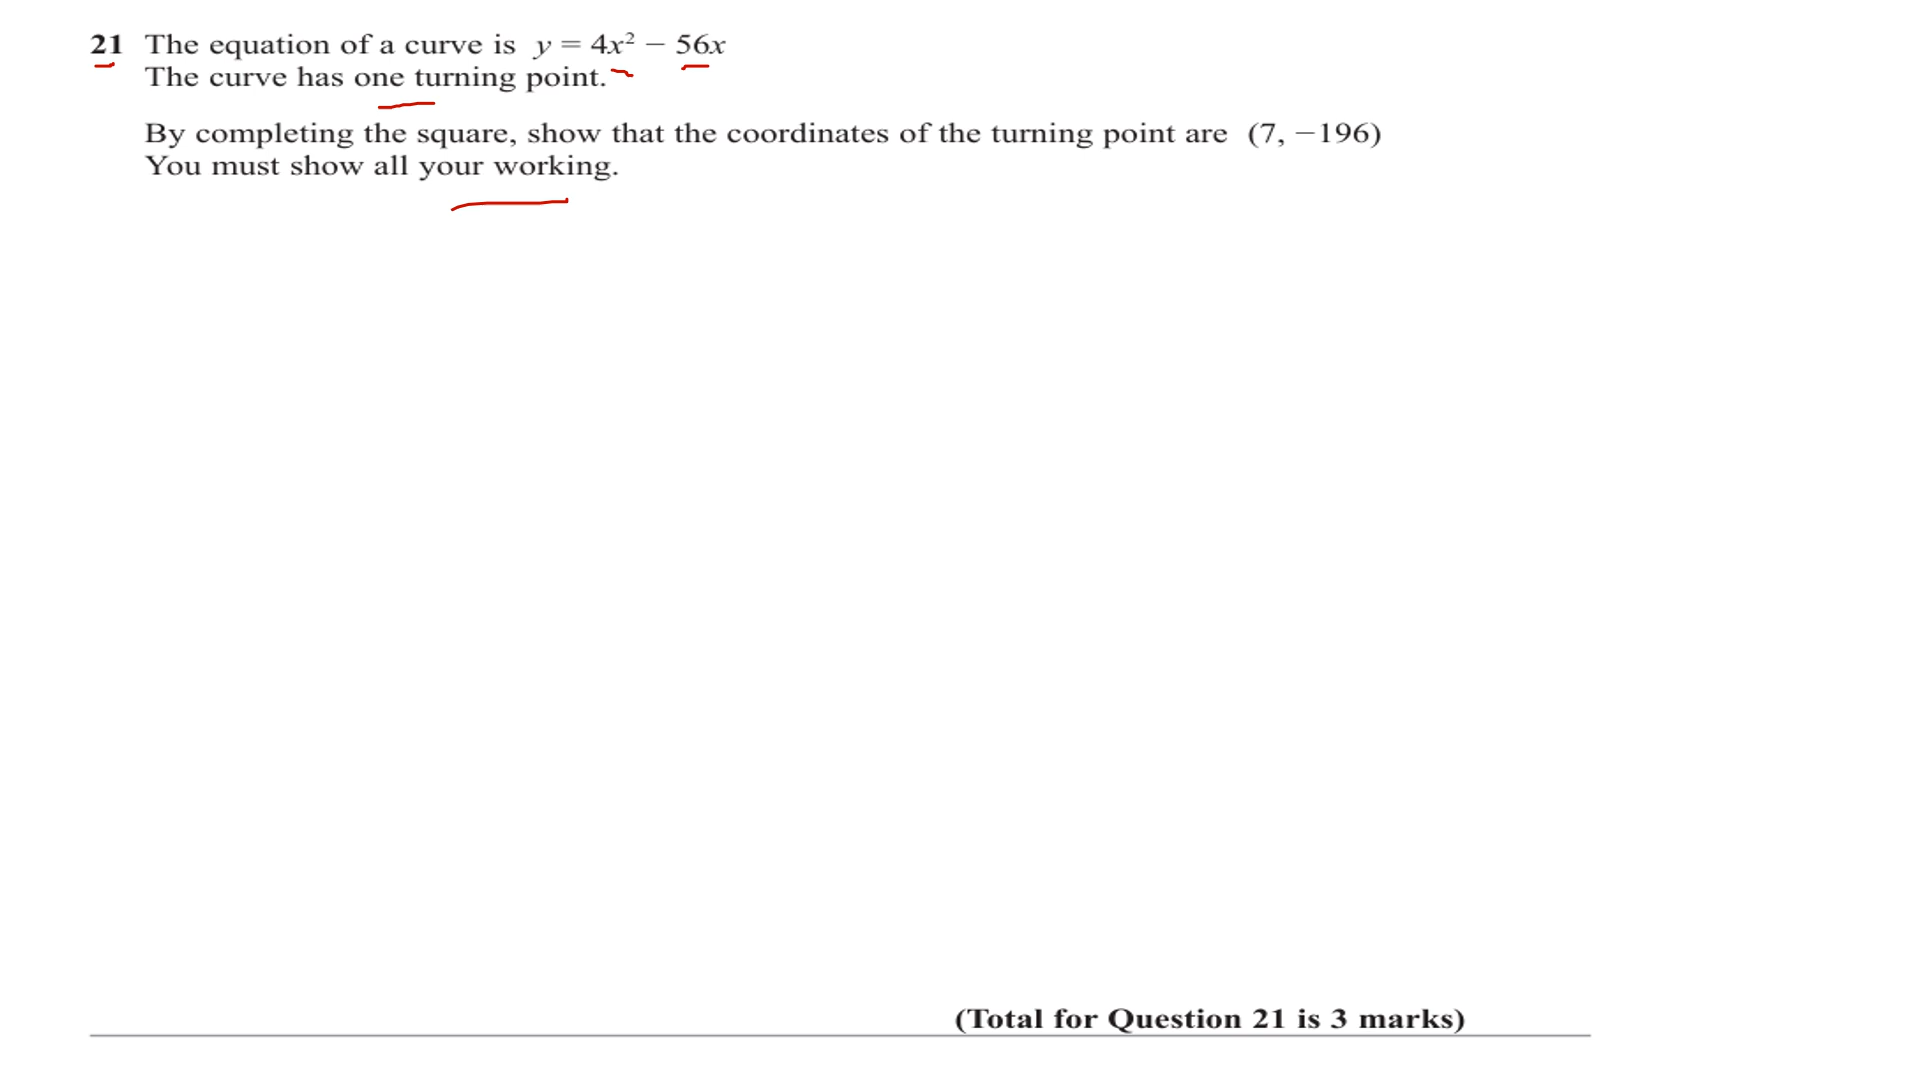 21 The equation of a curve is y = 4x² − 56x
The curve has one turning point.
By completing the square, show that the coordinates of the turning point are (7, −196)
You must show all your working.
(Total for Question 21 is 3 marks)